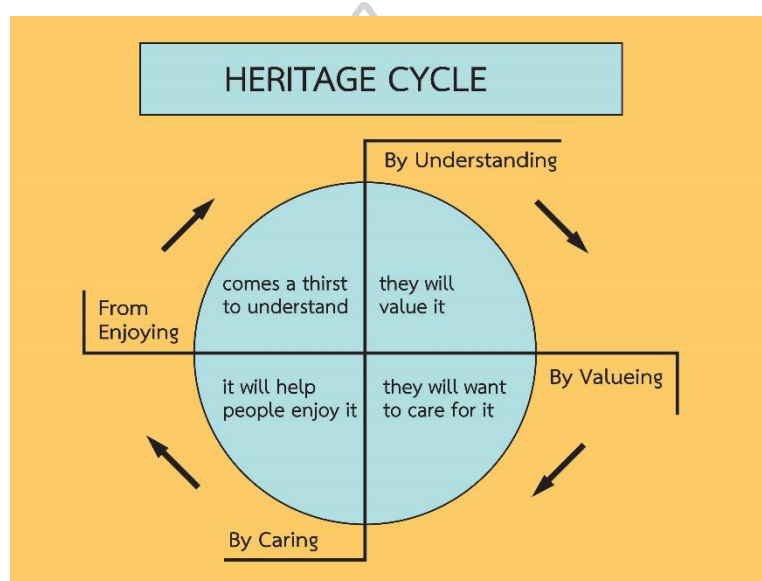 HERITAGE CYCLE
By Understanding
they will
value it
By Valueing
they will want
to care for it
By Caring
it will help
people enjoy it
From
Enjoying
comes a thirst
to understand